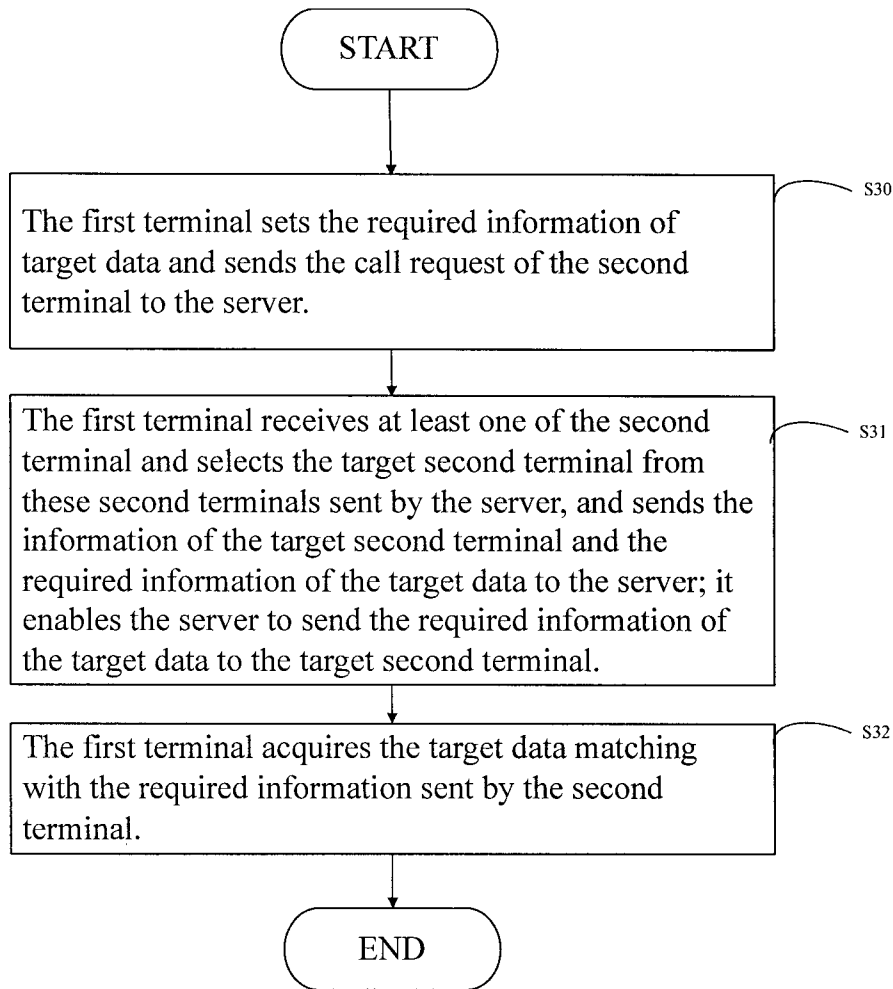 START
S30
The first terminal sets the required information of
target data and sends the call request of the second
terminal to the server.
S31
The first terminal receives at least one of the second
terminal and selects the target second terminal from
these second terminals sent by the server, and sends the
information of the target second terminal and the
required information of the target data to the server; it
enables the server to send the required information of
the target data to the target second terminal.
S32
The first terminal acquires the target data matching
with the required information sent by the second
terminal.
END